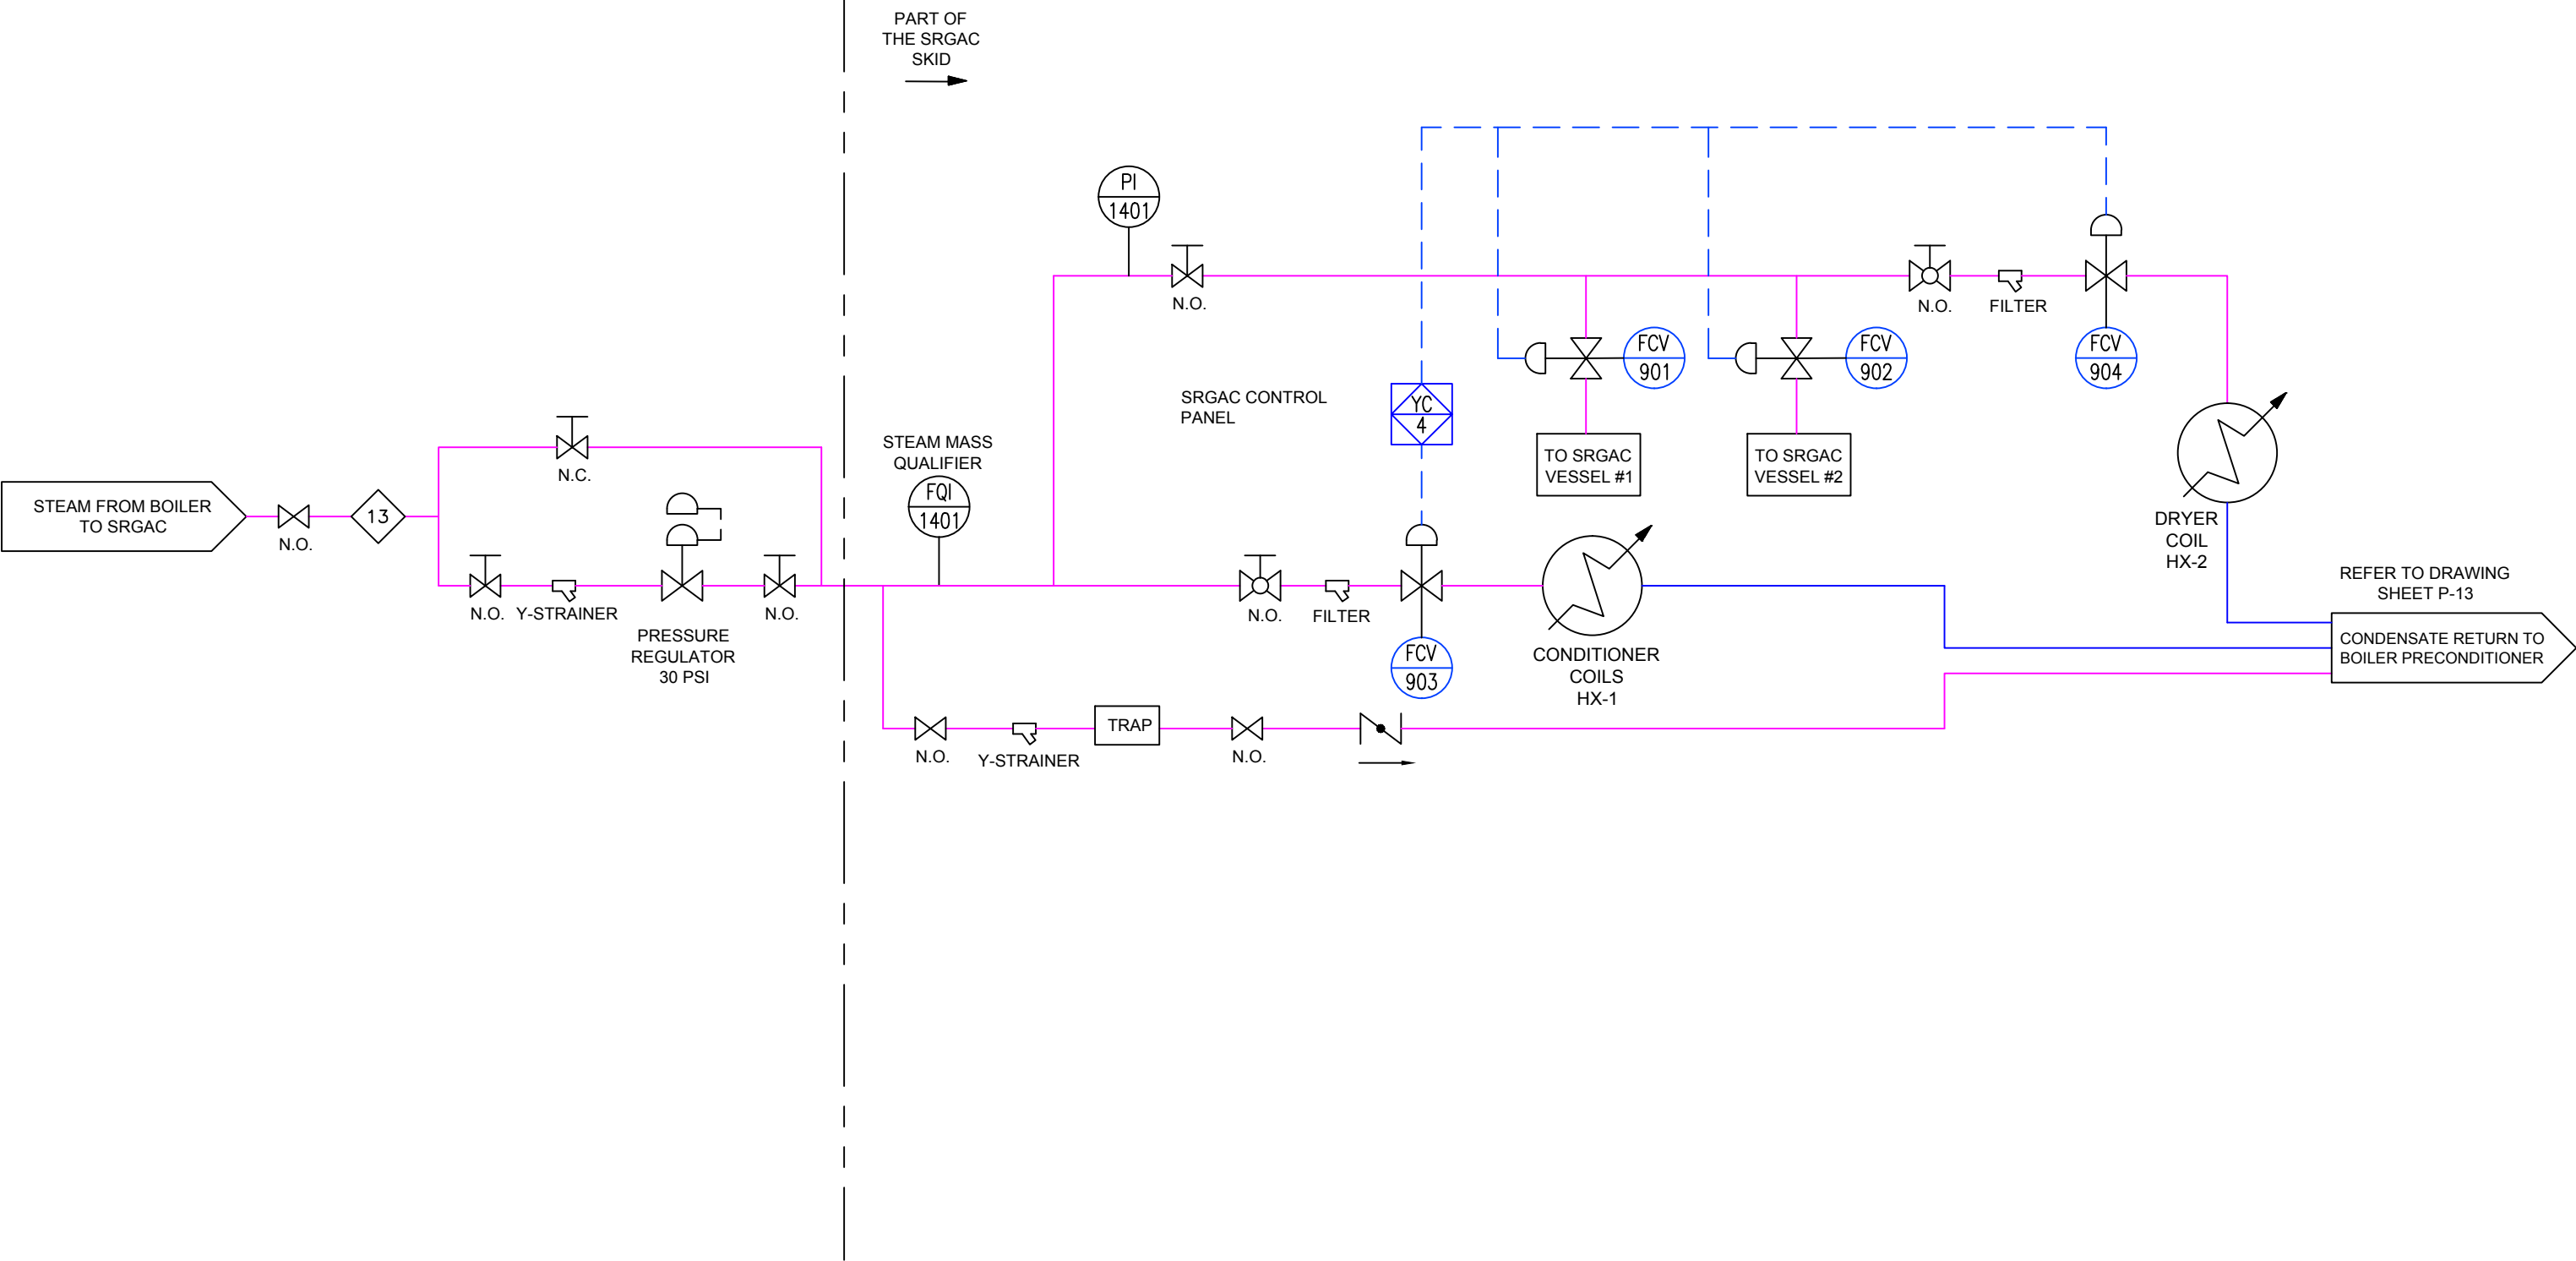 PART OF
THE SRGAC
SKID
PI
1401
N.O.
N.O.
FILTER
FCV
901
FCV
902
FCV
904
SRGAC CONTROL
PANEL
YC
4
TO SRGAC
VESSEL #1
TO SRGAC
VESSEL #2
STEAM MASS
QUALIFIER
FQI
1401
N.C.
STEAM FROM BOILER
TO SRGAC
N.O.
13
N.O.
Y-STRAINER
PRESSURE
REGULATOR
30 PSI
N.O.
N.O.
FILTER
FCV
903
CONDITIONER
COILS
HX-1
DRYER
COIL
HX-2
REFER TO DRAWING
SHEET P-13
CONDENSATE RETURN TO
BOILER PRECONDITIONER
N.O.
Y-STRAINER
TRAP
N.O.